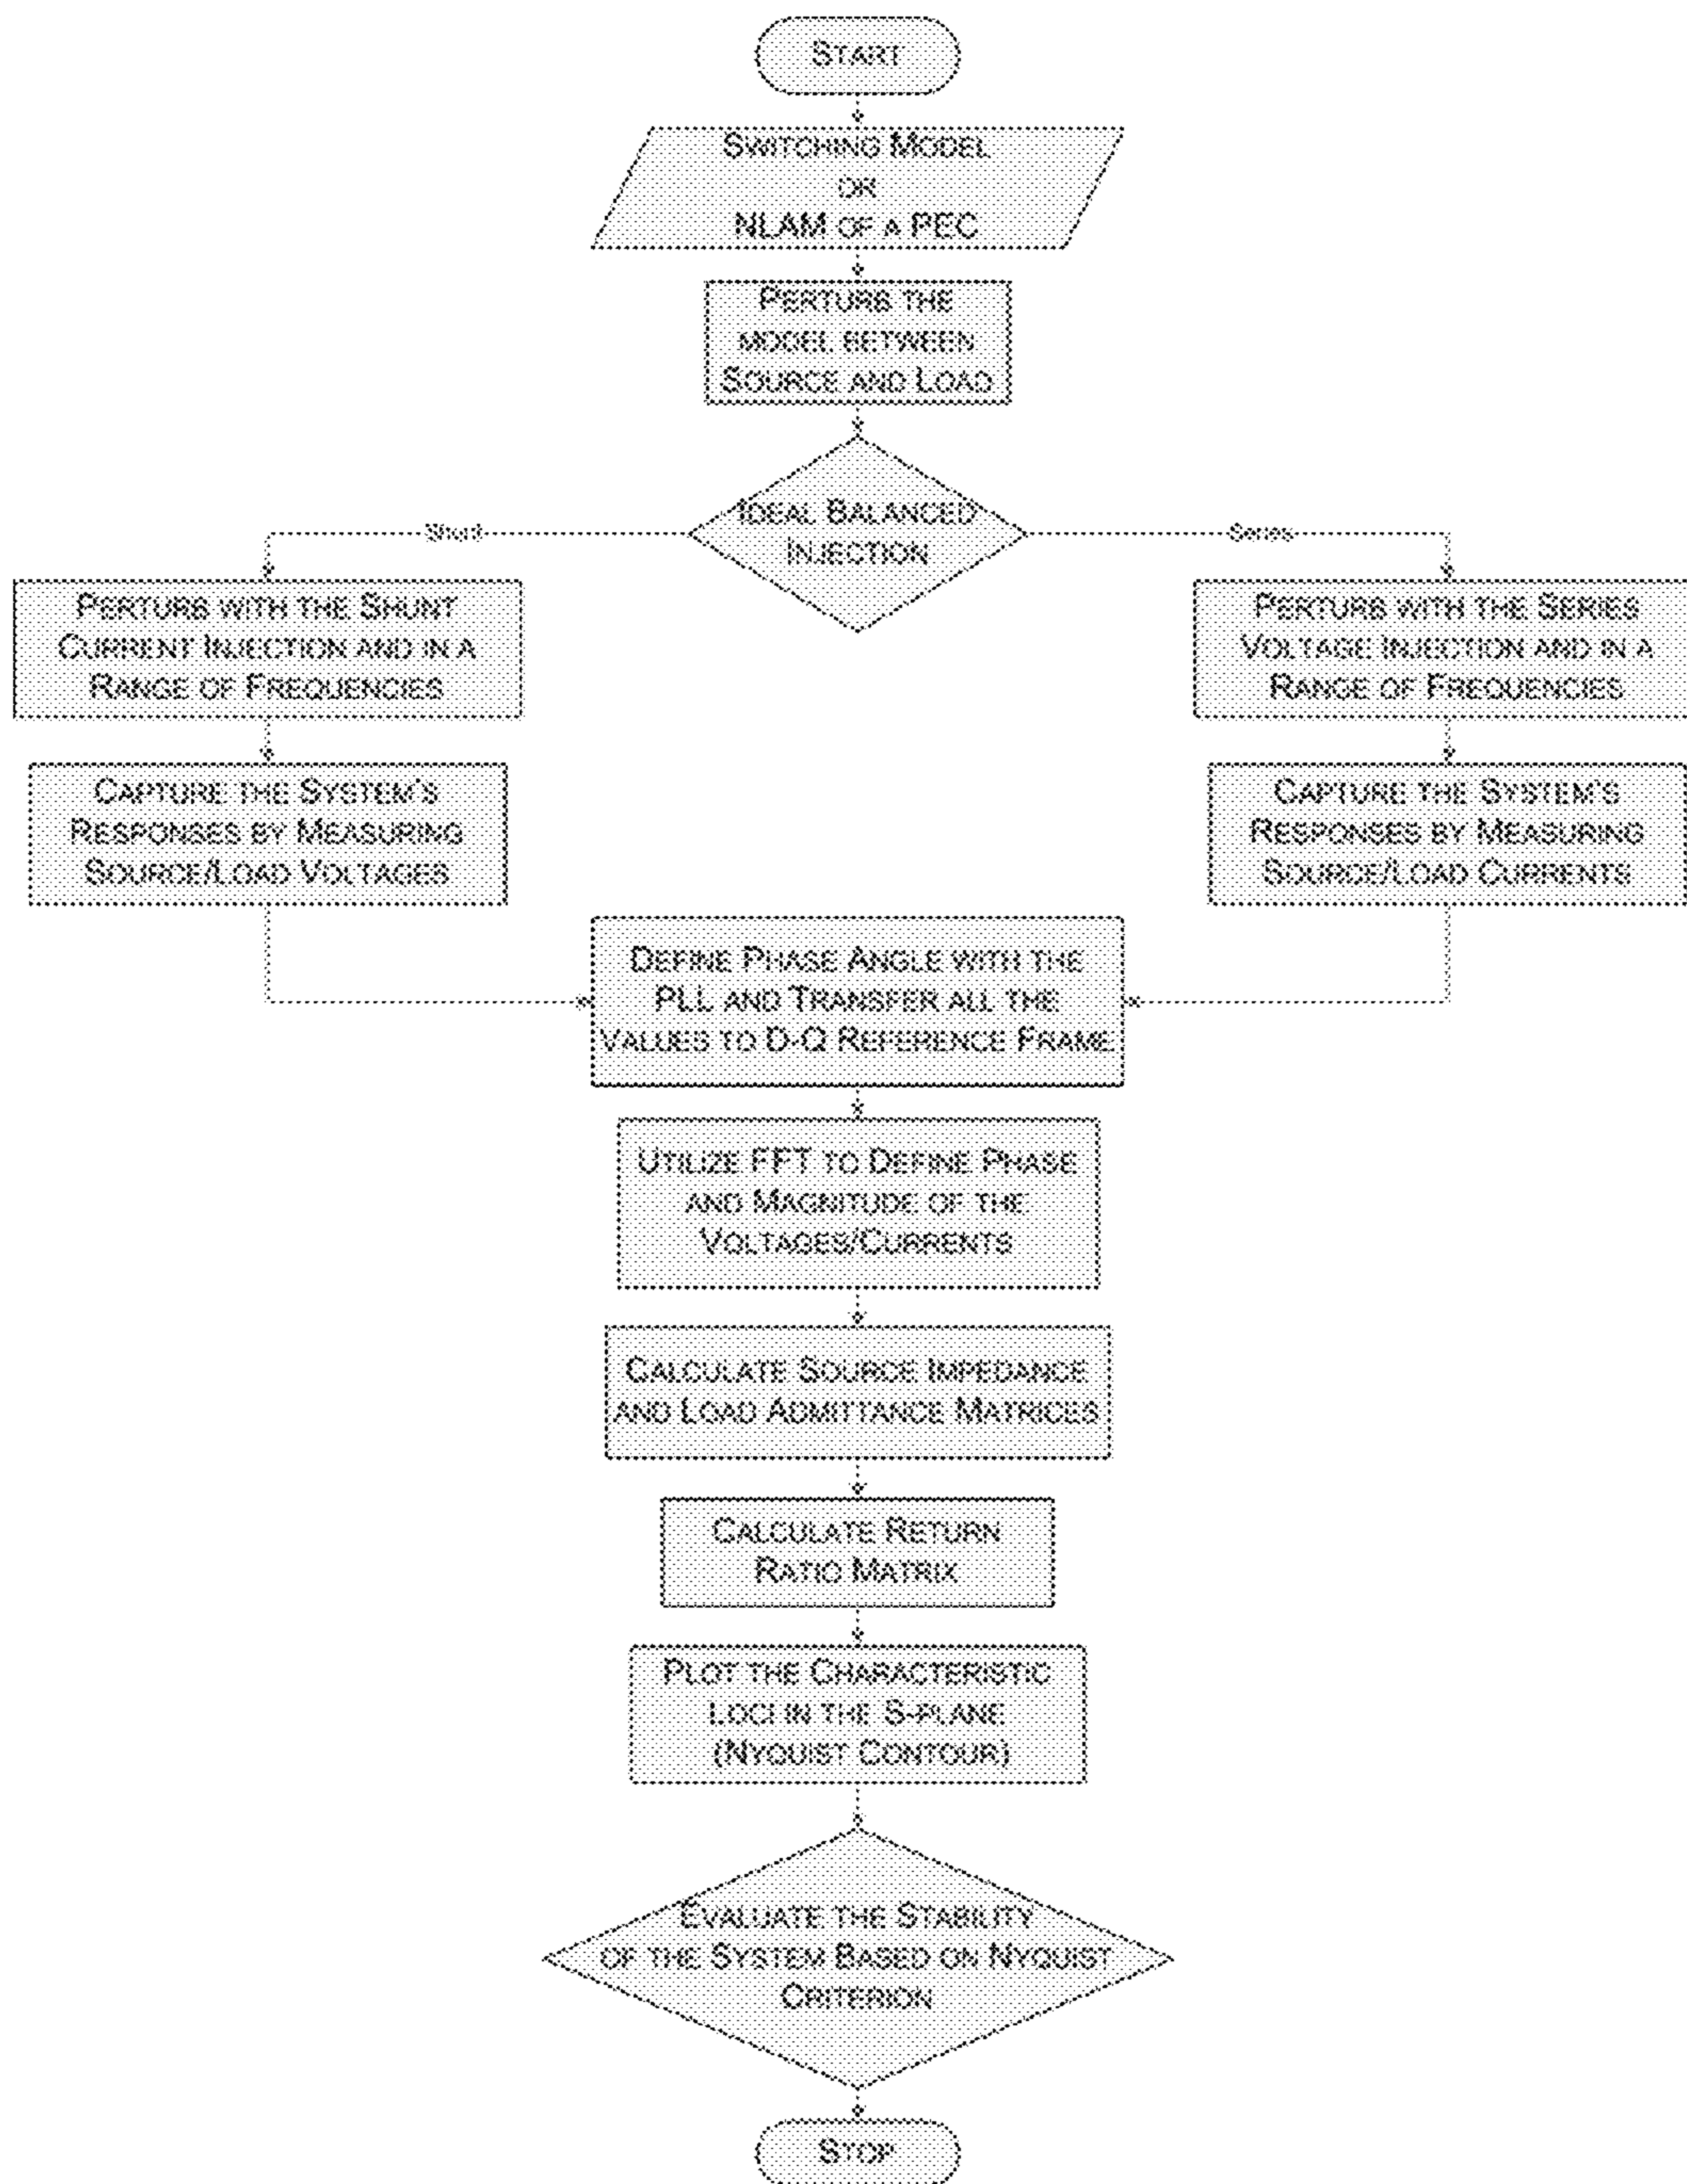 START
SWITCHING MODEL
OR
NLAM OF A PEC
PERTURB THE
MODEL BETWEEN
SOURCE AND LOAD
IDEAL BALANCED
INJECTION
Shunt
Series
PERTURB WITH THE SHUNT
CURRENT INJECTION AND IN A
RANGE OF FREQUENCIES
PERTURB WITH THE SERIES
VOLTAGE INJECTION AND IN A
RANGE OF FREQUENCIES
CAPTURE THE SYSTEM'S
RESPONSES BY MEASURING
SOURCE/LOAD VOLTAGES
CAPTURE THE SYSTEM'S
RESPONSES BY MEASURING
SOURCE/LOAD CURRENTS
DEFINE PHASE ANGLE WITH THE
PLL AND TRANSFER ALL THE
VALUES TO D-Q REFERENCE FRAME
UTILIZE FFT TO DEFINE PHASE
AND MAGNITUDE OF THE
VOLTAGES/CURRENTS
CALCULATE SOURCE IMPEDANCE
AND LOAD ADMITTANCE MATRICES
CALCULATE RETURN
RATIO MATRIX
PLOT THE CHARACTERISTIC
LOCI IN THE S-PLANE
(NYQUIST CONTOUR)
EVALUATE THE STABILITY
OF THE SYSTEM BASED ON NYQUIST
CRITERION
STOP